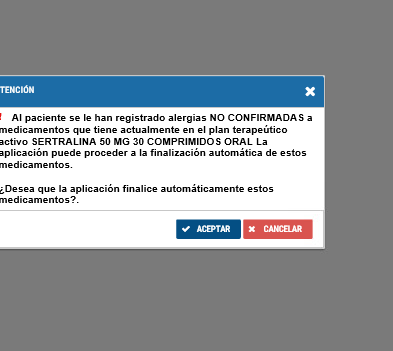 TENCIÓN
! Al paciente se le han registrado alergias NO CONFIRMADAS a
medicamentos que tiene actualmente en el plan terapeútico
activo SERTRALINA 50 MG 30 COMPRIMIDOS ORAL La
aplicación puede proceder a la finalización automática de estos
medicamentos.
¿Desea que la aplicación finalice automáticamente estos
medicamentos?.
ACEPTAR CANCELAR